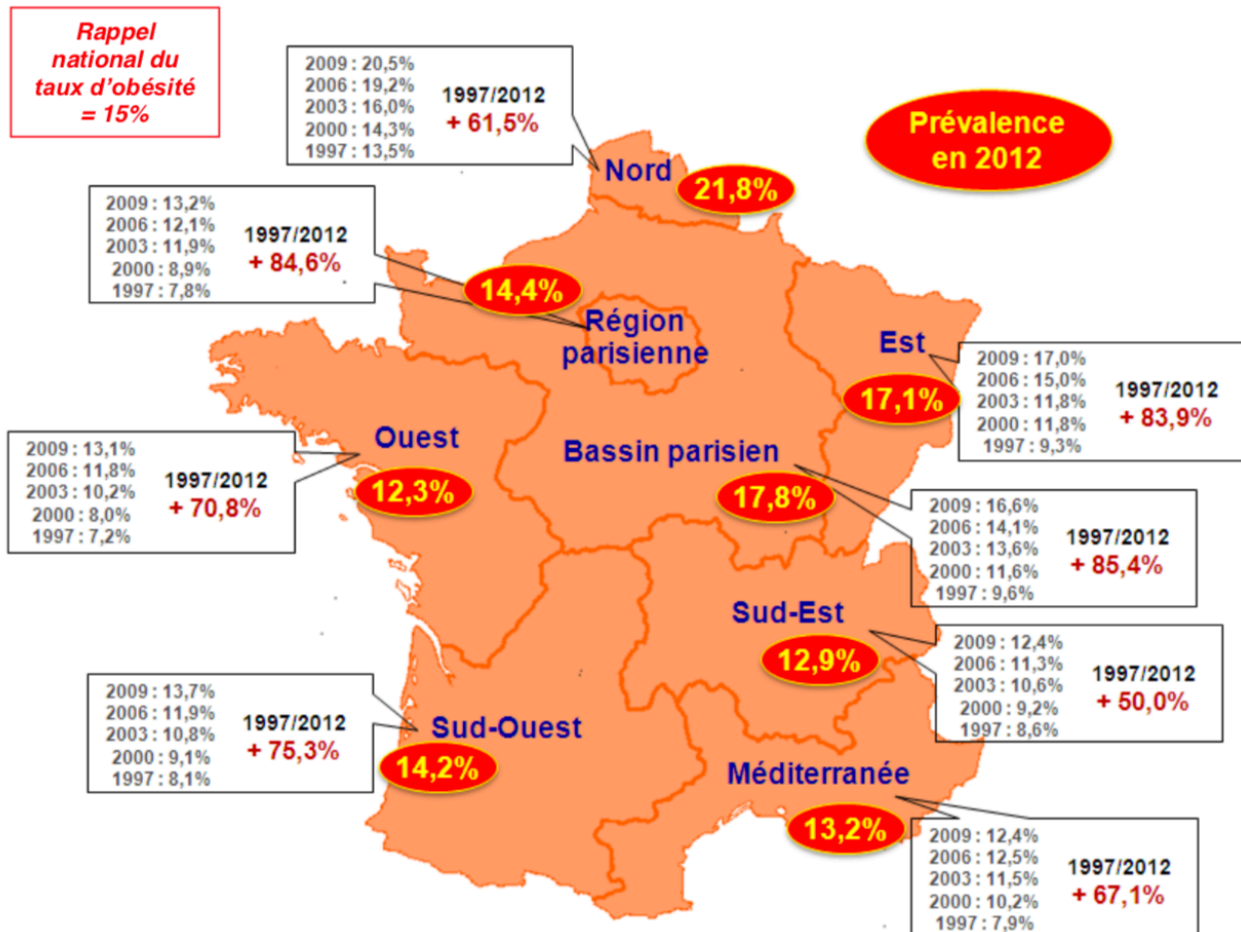 Rappel
national du
taux d'obésité
= 15%
2009 : 20,5%
2006 : 19,2%
2003 : 16,0%
2000 : 14,3%
1997 : 13,5%
1997/2012
+ 61,5%
Prévalence
en 2012
Nord
21,8%
2009 : 13,2%
2006 : 12,1%
2003 : 11,9%
2000 : 8,9%
1997 : 7,8%
1997/2012
+ 84,6%
14,4%
Région
parisienne
Est
17,1%
2009 : 17,0%
2006 : 15,0%
2003 : 11,8%
2000 : 11,8%
1997 : 9,3%
1997/2012
+ 83,9%
2009 : 13,1%
2006 : 11,8%
2003 : 10,2%
2000 : 8,0%
1997 : 7,2%
1997/2012
+ 70,8%
Ouest
12,3%
Bassin parisien
17,8%
2009 : 16,6%
2006 : 14,1%
2003 : 13,6%
2000 : 11,6%
1997 : 9,6%
1997/2012
+ 85,4%
Sud-Est
12,9%
2009 : 12,4%
2006 : 11,3%
2003 : 10,6%
2000 : 9,2%
1997 : 8,6%
1997/2012
+ 50,0%
2009 : 13,7%
2006 : 11,9%
2003 : 10,8%
2000 : 9,1%
1997 : 8,1%
1997/2012
+ 75,3%
Sud-Ouest
14,2%
Méditerranée
13,2%
2009 : 12,4%
2006 : 12,5%
2003 : 11,5%
2000 : 10,2%
1997 : 7,9%
1997/2012
+ 67,1%